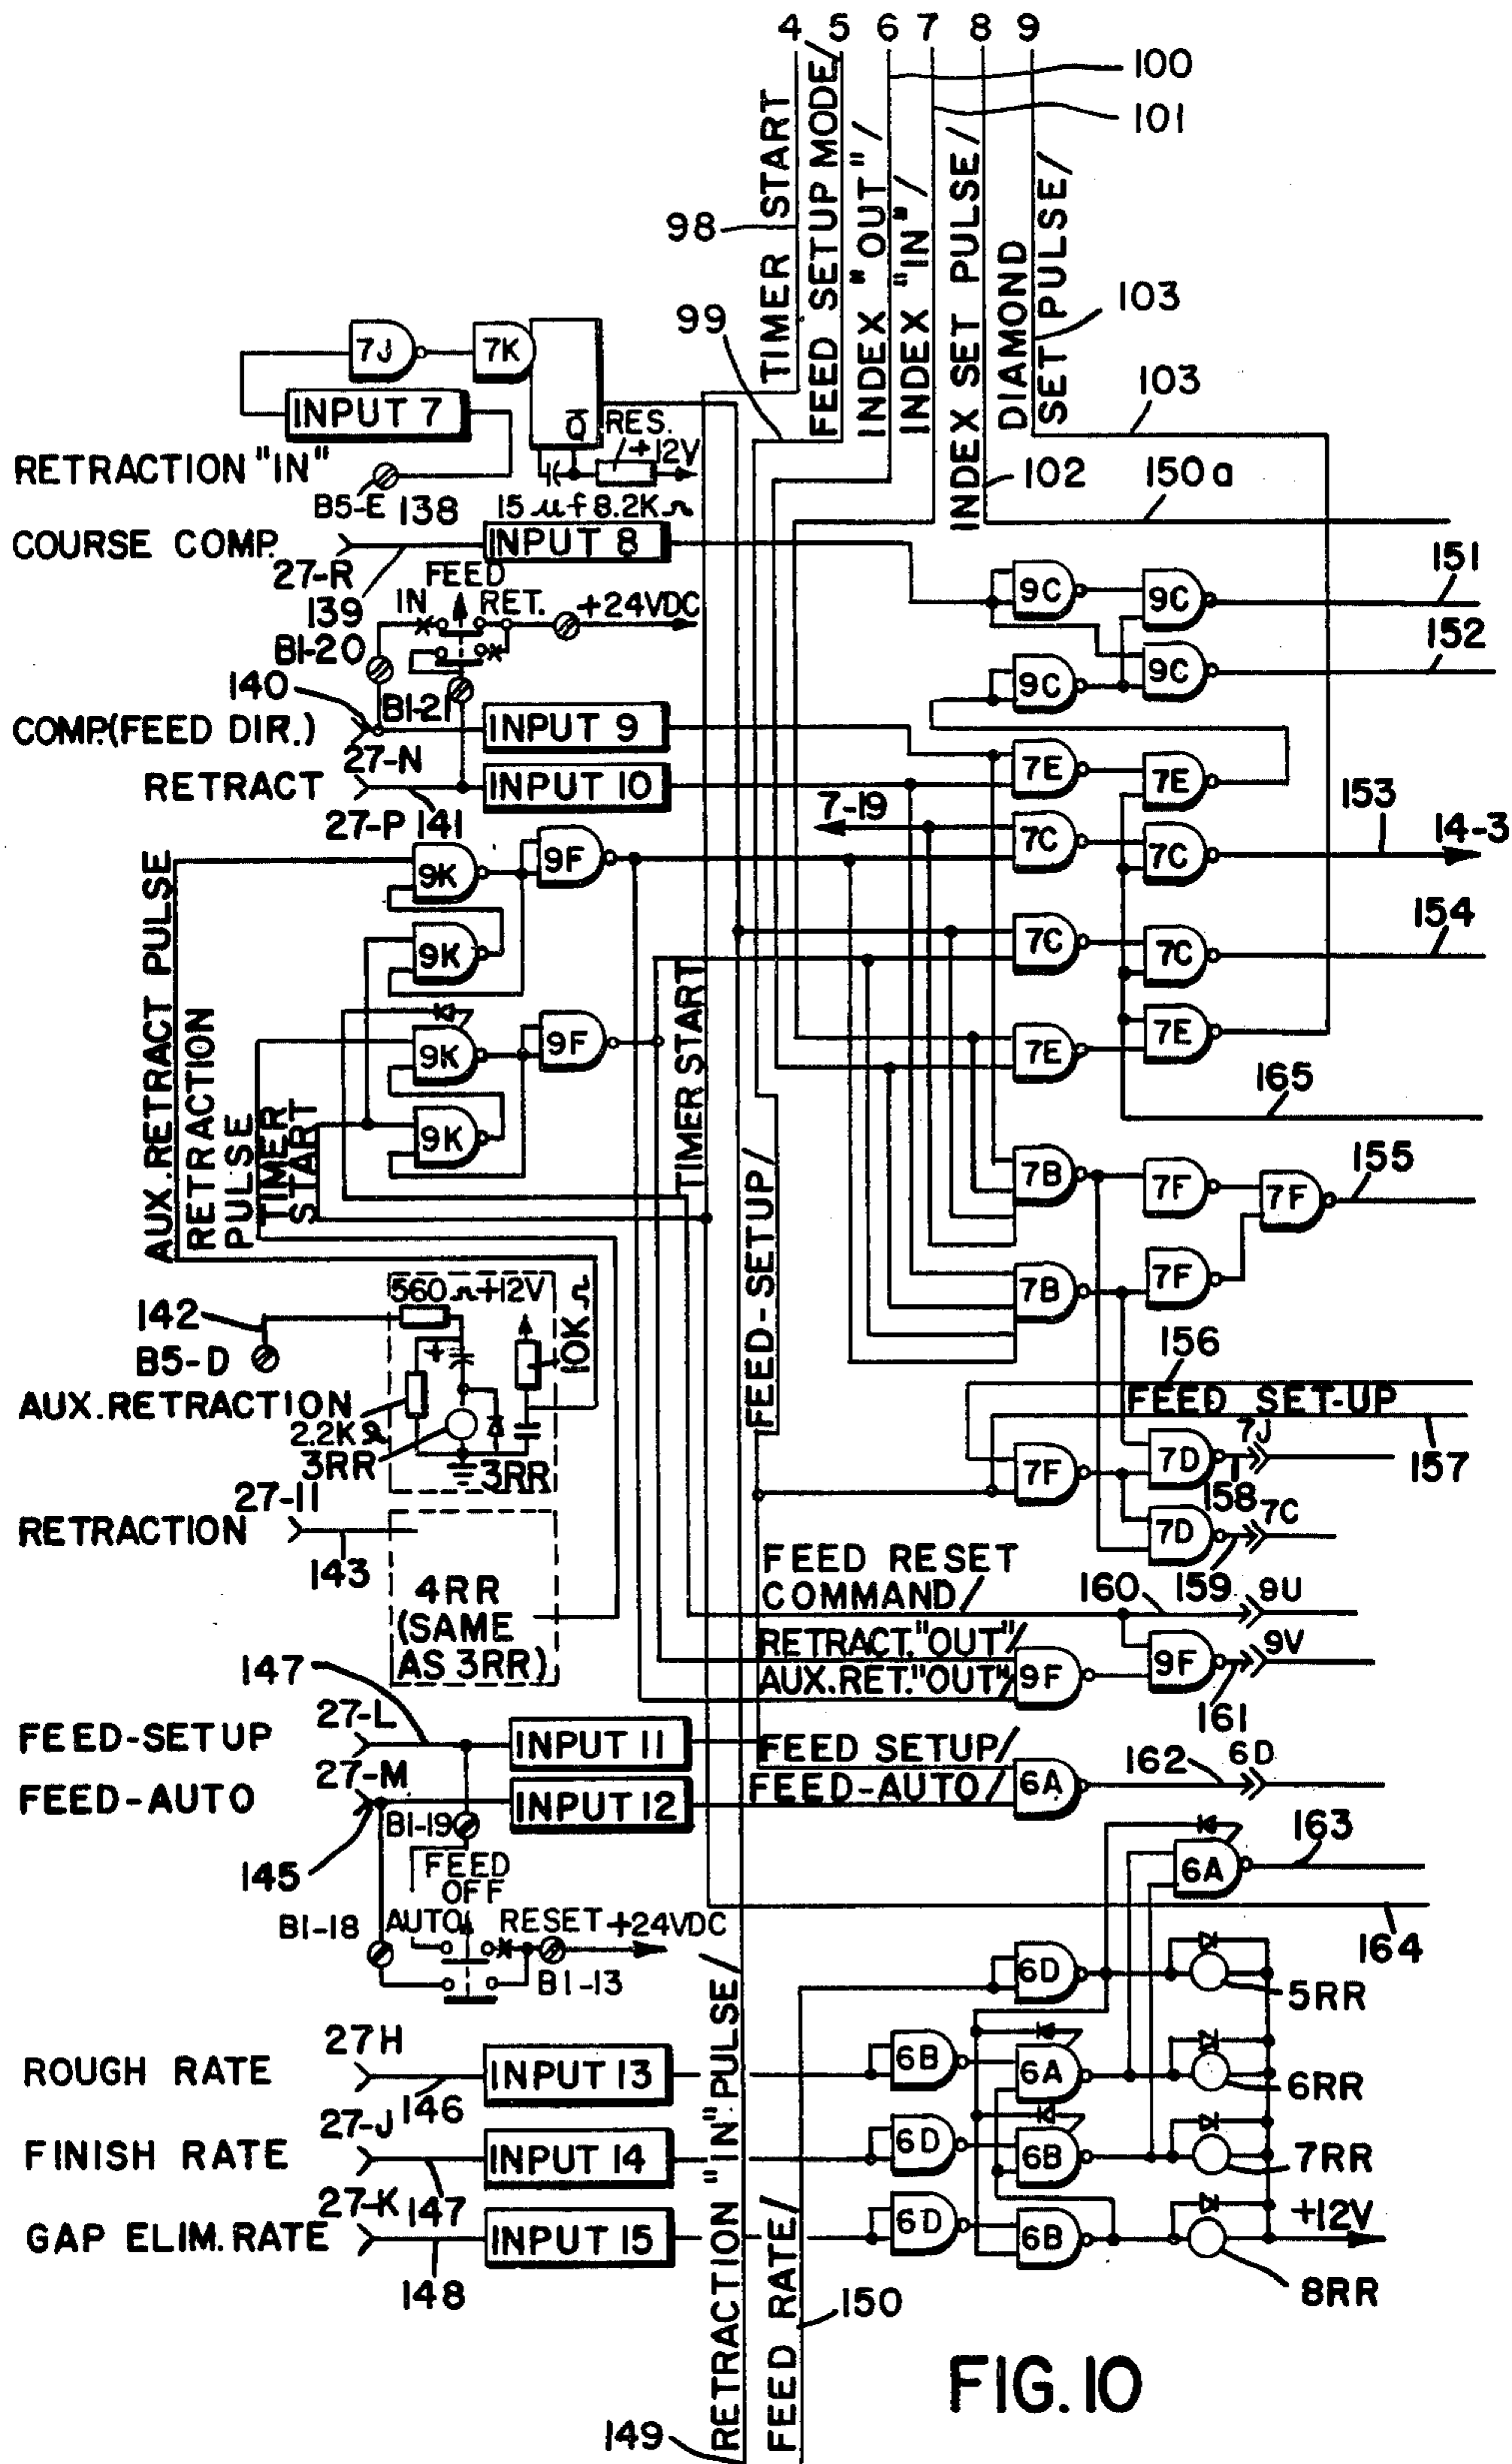 4 5 6 7 8 9
100
101
98
TIMER START
FEED SETUP MODE/
INDEX "OUT"/
INDEX "IN"/
INDEX SET PULSE/
DIAMOND
SET PULSE/
99
103
103
102
150a
7J
7K
INPUT 7
Q̅
RES.
+12V
RETRACTION "IN"
B5-E
138
15 µf 8.2K Ω
COURSE COMP.
INPUT 8
27-R
139
FEED
IN
RET.
+24VDC
B1-20
140
B1-21
COMP.(FEED DIR.)
INPUT 9
27-N
RETRACT
INPUT 10
27-P
141
9C
9C
9C
9C
151
152
7E
7E
7-19
7C
7C
153
14-3
7C
7C
154
7E
7E
165
AUX.RETRACT PULSE
RETRACTION
PULSE
TIMER
START
9K
9F
9K
9K
9F
9K
TIMER START
FEED-SETUP/
7B
7F
7F
155
7B
7F
142
B5-D
560 Ω
+12V
+
10K Ω
AUX.RETRACTION
2.2K Ω
3RR
3RR
156
FEED SET-UP
7J
7F
7D
158
157
7C
7D
159
27-11
RETRACTION
143
4RR
(SAME
AS 3RR)
FEED RESET
COMMAND/
160
9U
RETRACT."OUT"/
AUX.RET."OUT"/
9F
9F
9V
161
147
27-L
FEED-SETUP
INPUT 11
FEED SETUP/
27-M
FEED-AUTO
INPUT 12
FEED-AUTO/
6A
162
6D
145
B1-19
FEED
OFF
AUTO
RESET
+24VDC
B1-18
B1-13
6A
163
164
6D
5RR
27H
ROUGH RATE
INPUT 13
146
6B
6A
6RR
27-J
FINISH RATE
INPUT 14
147
6D
6B
7RR
27-K
GAP ELIM.RATE
INPUT 15
148
6D
6B
+12V
8RR
RETRACTION "IN" PULSE/
FEED RATE/
150
149
FIG.10